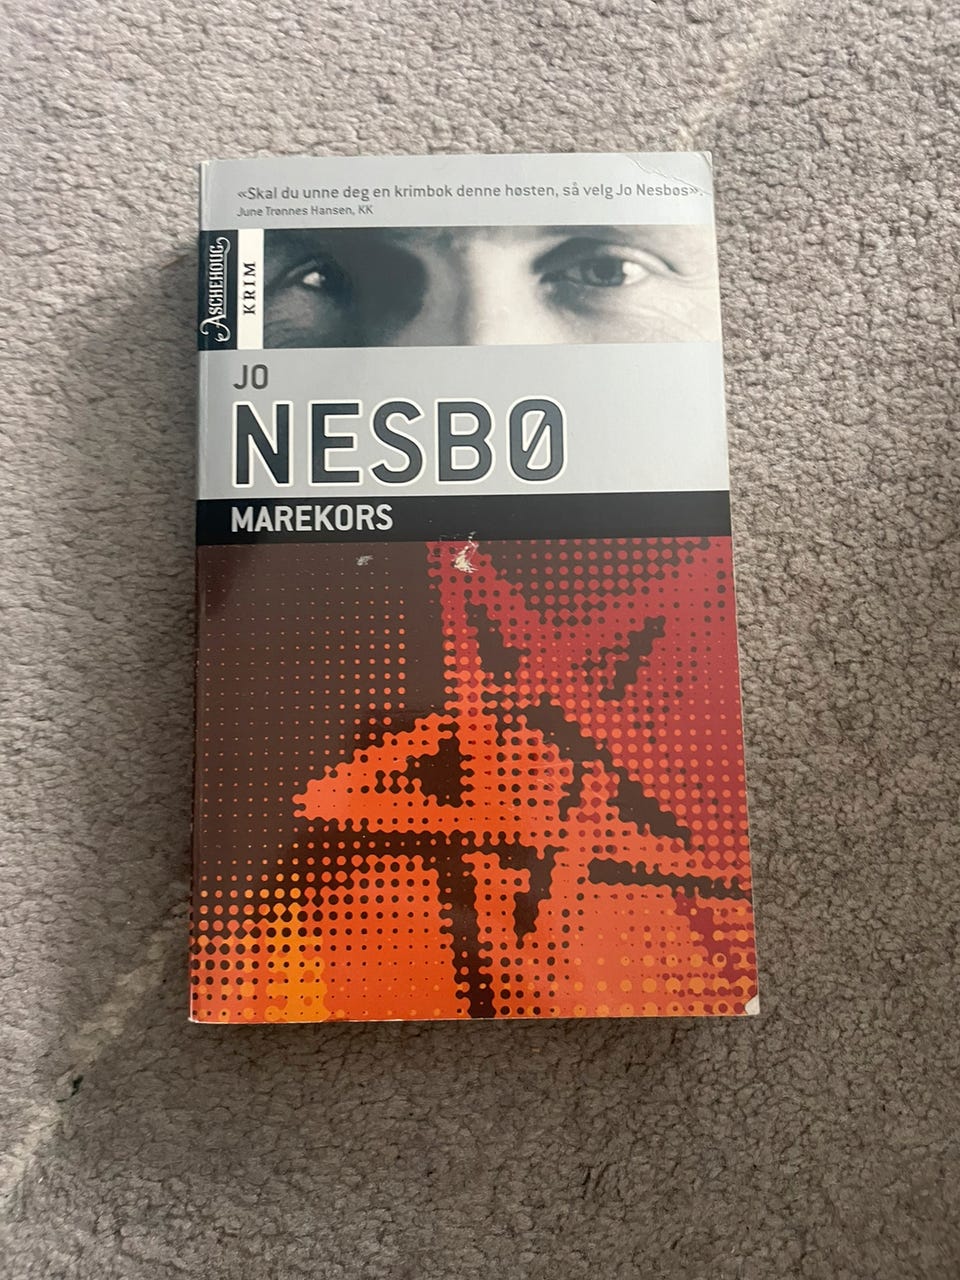 «Skal du unne deg en krimbok denne høsten, så velg Jo Nesbøs».
June Trønnes Hansen, KK
ASCHEHOUG
KRIM
JO
NESBØ
MAREKORS